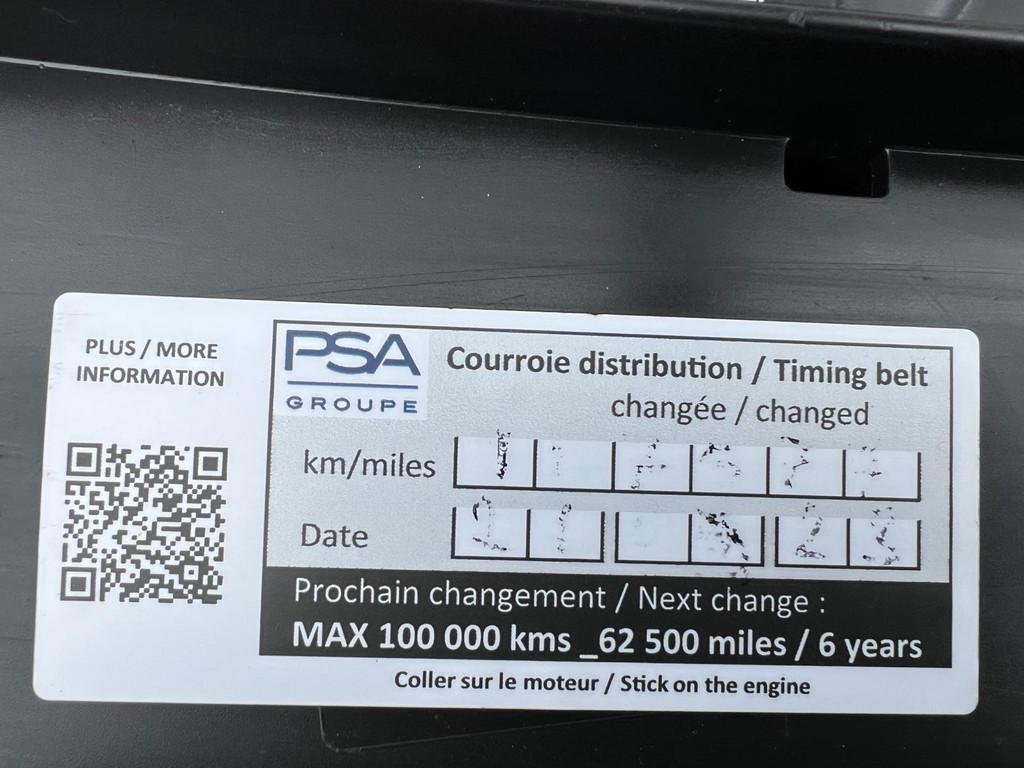 PLUS / MORE
INFORMATION
PSA
GROUPE
Courroie distribution / Timing belt
changée / changed
km/miles
Date
Prochain changement / Next change :
MAX 100 000 kms _62 500 miles / 6 years
Coller sur le moteur / Stick on the engine